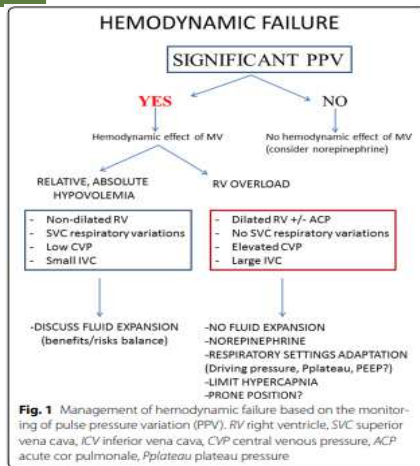 HEMODYNAMIC FAILURE
SIGNIFICANT PPV
YES
NO
Hemodynamic effect of MV
No hemodynamic effect of MV
(consider norepinephrine)
RELATIVE, ABSOLUTE
HYPOVOLEMIA
RV OVERLOAD
- Non-dilated RV
- SVC respiratory variations
- Low CVP
- Small IVC
- Dilated RV +/- ACP
- No SVC respiratory variations
- Elevated CVP
- Large IVC
-DISCUSS FLUID EXPANSION
(benefits/risks balance)
-NO FLUID EXPANSION
-NOREPINEPHRINE
-RESPIRATORY SETTINGS ADAPTATION
(Driving pressure, Pplateau, PEEP?)
-LIMIT HYPERCAPNIA
-PRONE POSITION?
Fig. 1 Management of hemodynamic failure based on the monitor-
ing of pulse pressure variation (PPV). RV right ventricle, SVC superior
vena cava, ICV inferior vena cava, CVP central venous pressure, ACP
acute cor pulmonale, Pplateau plateau pressure